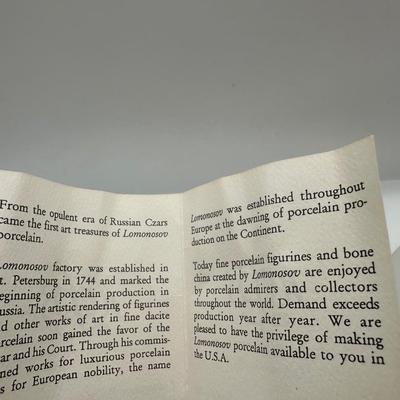 From the opulent era of Russian Czars
came the first art treasures of Lomonosov
porcelain.
Lomonosov factory was established in
t. Petersburg in 1744 and marked the
eginning of porcelain production in
ussia. The artistic rendering of figurines
nd other works of art in fine dacite
rcelain soon gained the favor of the
ar and his Court. Through his commis-
ned works for luxurious porcelain
s for European nobility, the name
Lomonosov was established throughout
Europe at the dawning of porcelain pro-
duction on the Continent.
Today fine porcelain figurines and bone
china created by Lomonosov are enjoyed
by porcelain admirers and collectors
throughout the world. Demand exceeds
production year after year. We are
pleased to have the privilege of making
Lomonosov porcelain available to you in
the U.S.A.